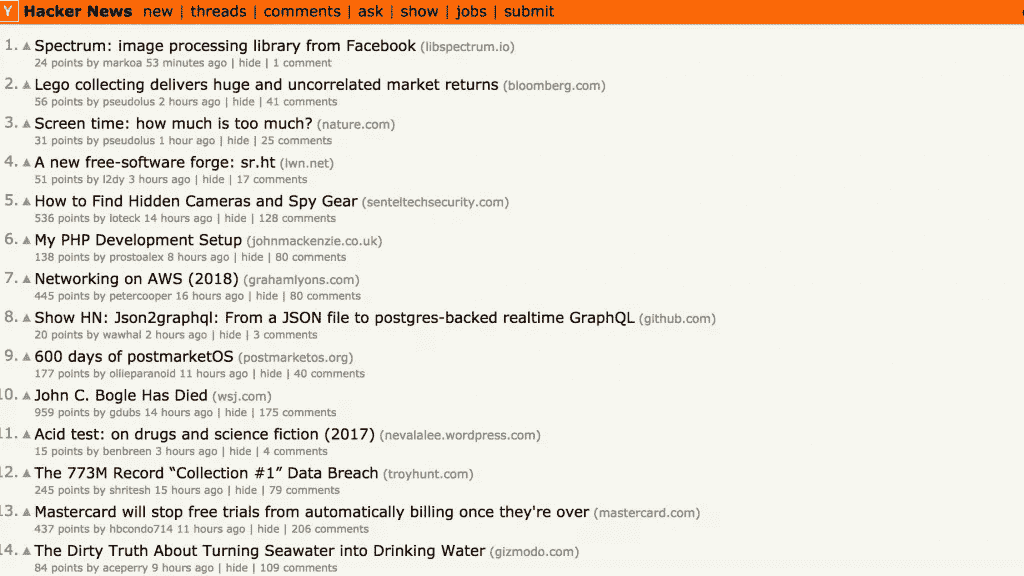 Y Hacker News new | threads | comments | ask | show | jobs | submit
1. Spectrum: image processing library from Facebook (libspectrum.io)
24 points by markoa 53 minutes ago | hide | 1 comment
2. Lego collecting delivers huge and uncorrelated market returns (bloomberg.com)
56 points by pseudolus 2 hours ago | hide | 41 comments
3. Screen time: how much is too much? (nature.com)
31 points by pseudolus 1 hour ago | hide | 25 comments
4. A new free-software forge: sr.ht (lwn.net)
51 points by l2dy 3 hours ago | hide | 17 comments
5. How to Find Hidden Cameras and Spy Gear (senteltechsecurity.com)
536 points by loteck 14 hours ago | hide | 128 comments
6. My PHP Development Setup (johnmackenzie.co.uk)
138 points by prostoalex 8 hours ago | hide | 80 comments
7. Networking on AWS (2018) (grahamlyons.com)
445 points by petercooper 16 hours ago | hide | 80 comments
8. Show HN: Json2graphql: From a JSON file to postgres-backed realtime GraphQL (github.com)
20 points by wawhal 2 hours ago | hide | 3 comments
9. 600 days of postmarketOS (postmarketos.org)
177 points by ollieparanoid 11 hours ago | hide | 40 comments
10. John C. Bogle Has Died (wsj.com)
959 points by gdubs 14 hours ago | hide | 175 comments
11. Acid test: on drugs and science fiction (2017) (nevalalee.wordpress.com)
15 points by benbreen 3 hours ago | hide | 4 comments
12. The 773M Record “Collection #1” Data Breach (troyhunt.com)
245 points by shritesh 15 hours ago | hide | 79 comments
13. Mastercard will stop free trials from automatically billing once they're over (mastercard.com)
437 points by hbcondo714 11 hours ago | hide | 206 comments
14. The Dirty Truth About Turning Seawater into Drinking Water (gizmodo.com)
84 points by aceperry 9 hours ago | hide | 109 comments